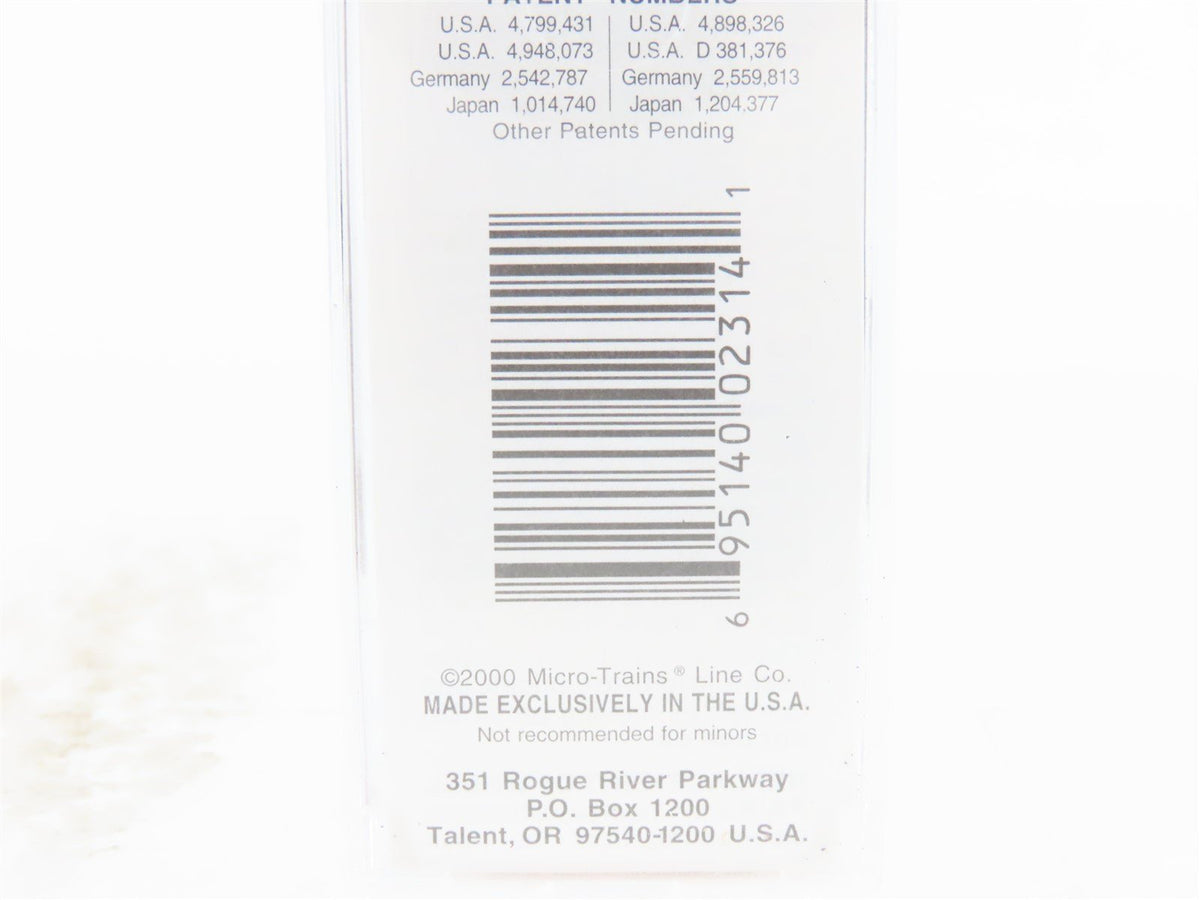 PATENT NUMBERS
U.S.A. 4,799,431 U.S.A. 4,898,326
U.S.A. 4,948,073 U.S.A. D 381,376
Germany 2,542,787 Germany 2,559,813
Japan 1,014,740 Japan 1,204,377
Other Patents Pending
6 95140 02314 1
©2000 Micro-Trains® Line Co.
MADE EXCLUSIVELY IN THE U.S.A.
Not recommended for minors
351 Rogue River Parkway
P.O. Box 1200
Talent, OR 97540-1200 U.S.A.